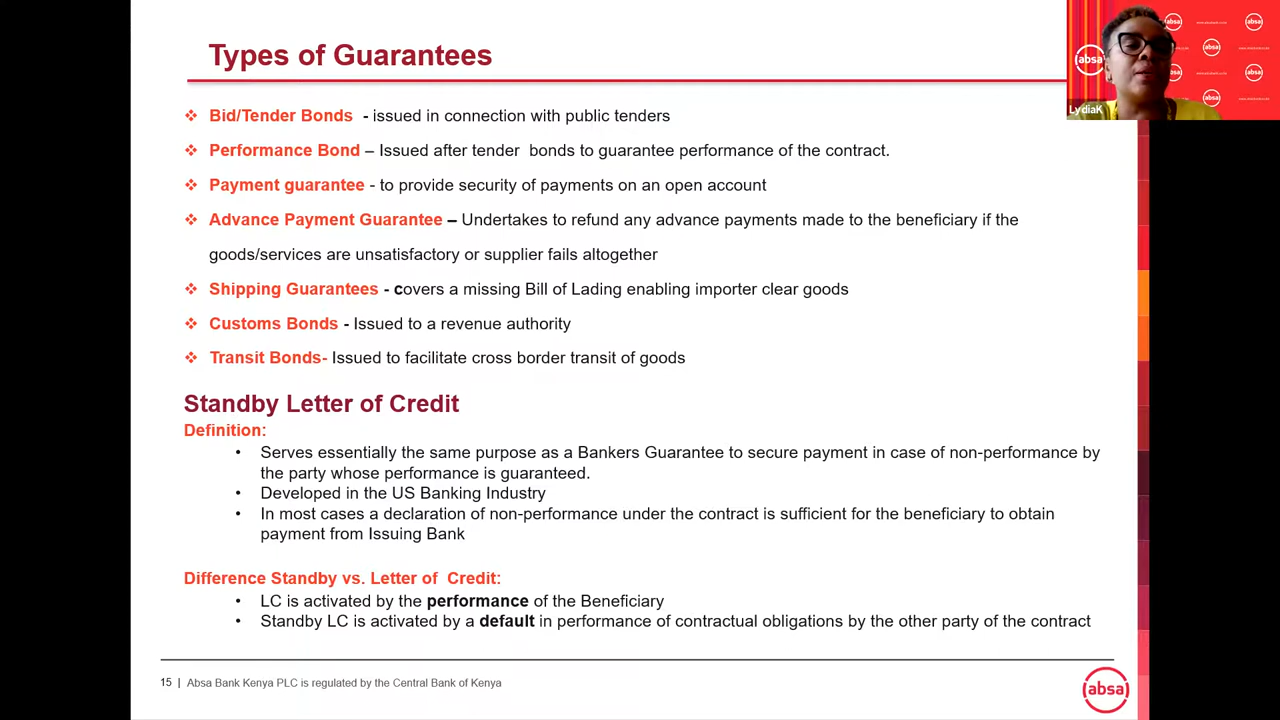 Types of Guarantees
absa
absa
absa
absa
absa
absa
absa
LydiaK
❖ Bid/Tender Bonds - issued in connection with public tenders
❖ Performance Bond – Issued after tender bonds to guarantee performance of the contract.
❖ Payment guarantee - to provide security of payments on an open account
❖ Advance Payment Guarantee – Undertakes to refund any advance payments made to the beneficiary if the
goods/services are unsatisfactory or supplier fails altogether
❖ Shipping Guarantees - covers a missing Bill of Lading enabling importer clear goods
❖ Customs Bonds - Issued to a revenue authority
❖ Transit Bonds- Issued to facilitate cross border transit of goods
Standby Letter of Credit
Definition:
• Serves essentially the same purpose as a Bankers Guarantee to secure payment in case of non-performance by
the party whose performance is guaranteed.
• Developed in the US Banking Industry
• In most cases a declaration of non-performance under the contract is sufficient for the beneficiary to obtain
payment from Issuing Bank
Difference Standby vs. Letter of Credit:
• LC is activated by the performance of the Beneficiary
• Standby LC is activated by a default in performance of contractual obligations by the other party of the contract
15 | Absa Bank Kenya PLC is regulated by the Central Bank of Kenya
absa